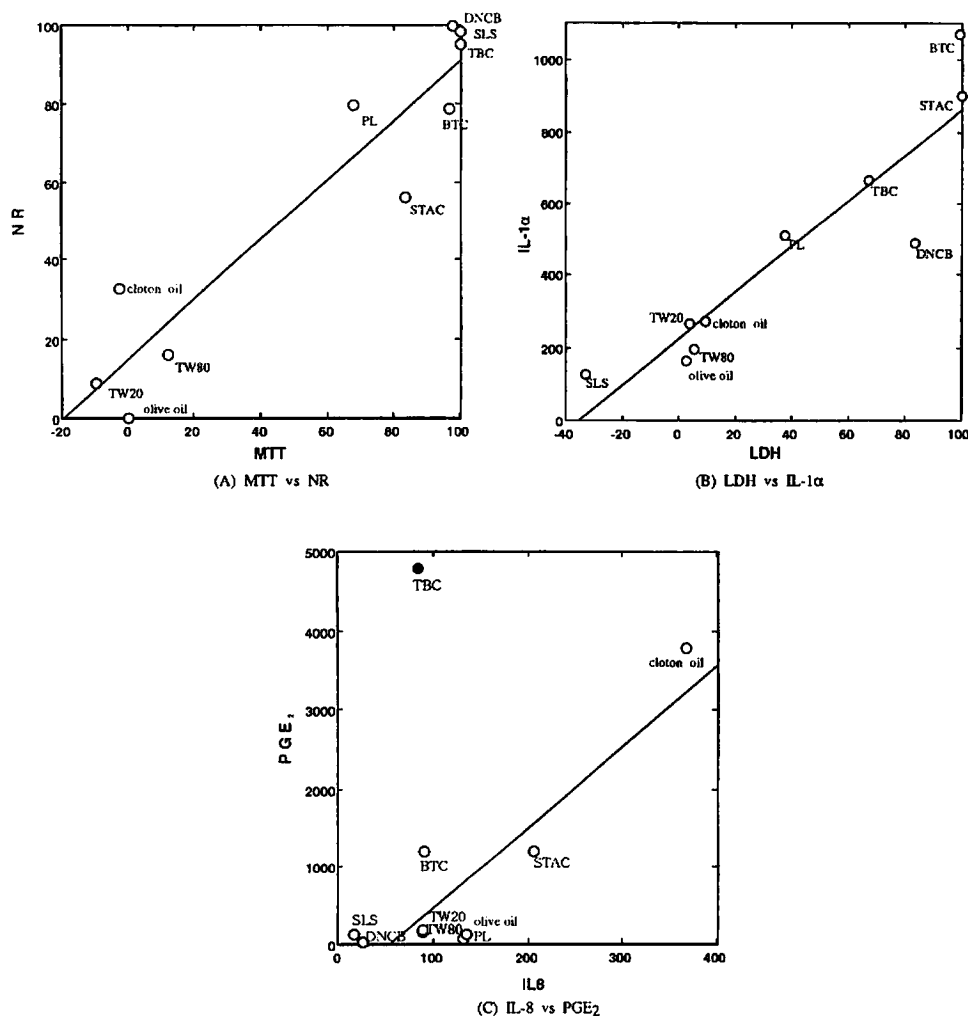 DNCB
100
SLS
TBC
80
PL
BTC
60
STAC
NR
40
cloton oil
20
TW80
TW20
olive oil
0
-20 0 20 40 60 80 100
MTT
(A) MTT vs NR
BTC
1000
STAC
800
TBC
IL-1α
600
PL
DNCB
400
TW20
cloton oil
200
TW80
olive oil
SLS
0
-40 -20 0 20 40 60 80 100
LDH
(B) LDH vs IL-1α
5000
TBC
4000
cloton oil
3000
PGE₂
2000
1000
BTC
STAC
SLS
TW20
olive oil
DNCB
TW80
PL
0
0 100 200 300 400
IL8
(C) IL-8 vs PGE₂